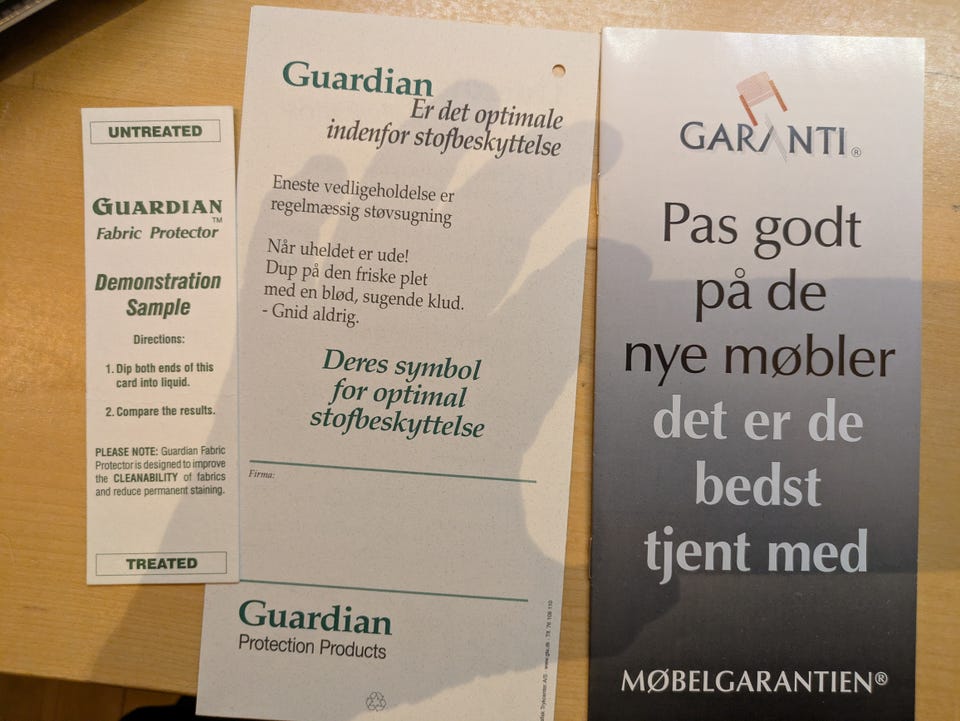 UNTREATED
GUARDIAN
TM
Fabric Protector
Demonstration
Sample
Directions:
1. Dip both ends of this
card into liquid.
2. Compare the results.
PLEASE NOTE: Guardian Fabric
Protector is designed to improve
the CLEANABILITY of fabrics
and reduce permanent staining.
TREATED
Guardian
Er det optimale
indenfor stofbeskyttelse
Eneste vedligeholdelse er
regelmæssig støvsugning
Når uheldet er ude!
Dup på den friske plet
med en blød, sugende klud.
- Gnid aldrig.
Deres symbol
for optimal
stofbeskyttelse
Firma:
Guardian
Protection Products
GARANTI®
Pas godt
på de
nye møbler
det er de
bedst
tjent med
MØBELGARANTIEN®